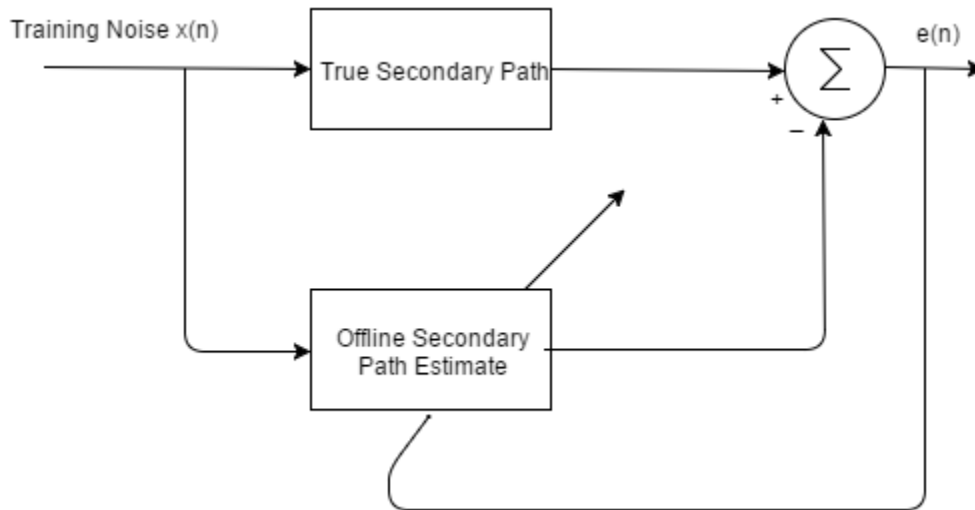 Training Noise x(n)
e(n)
True Secondary Path
Σ
+
−
Offline Secondary
Path Estimate